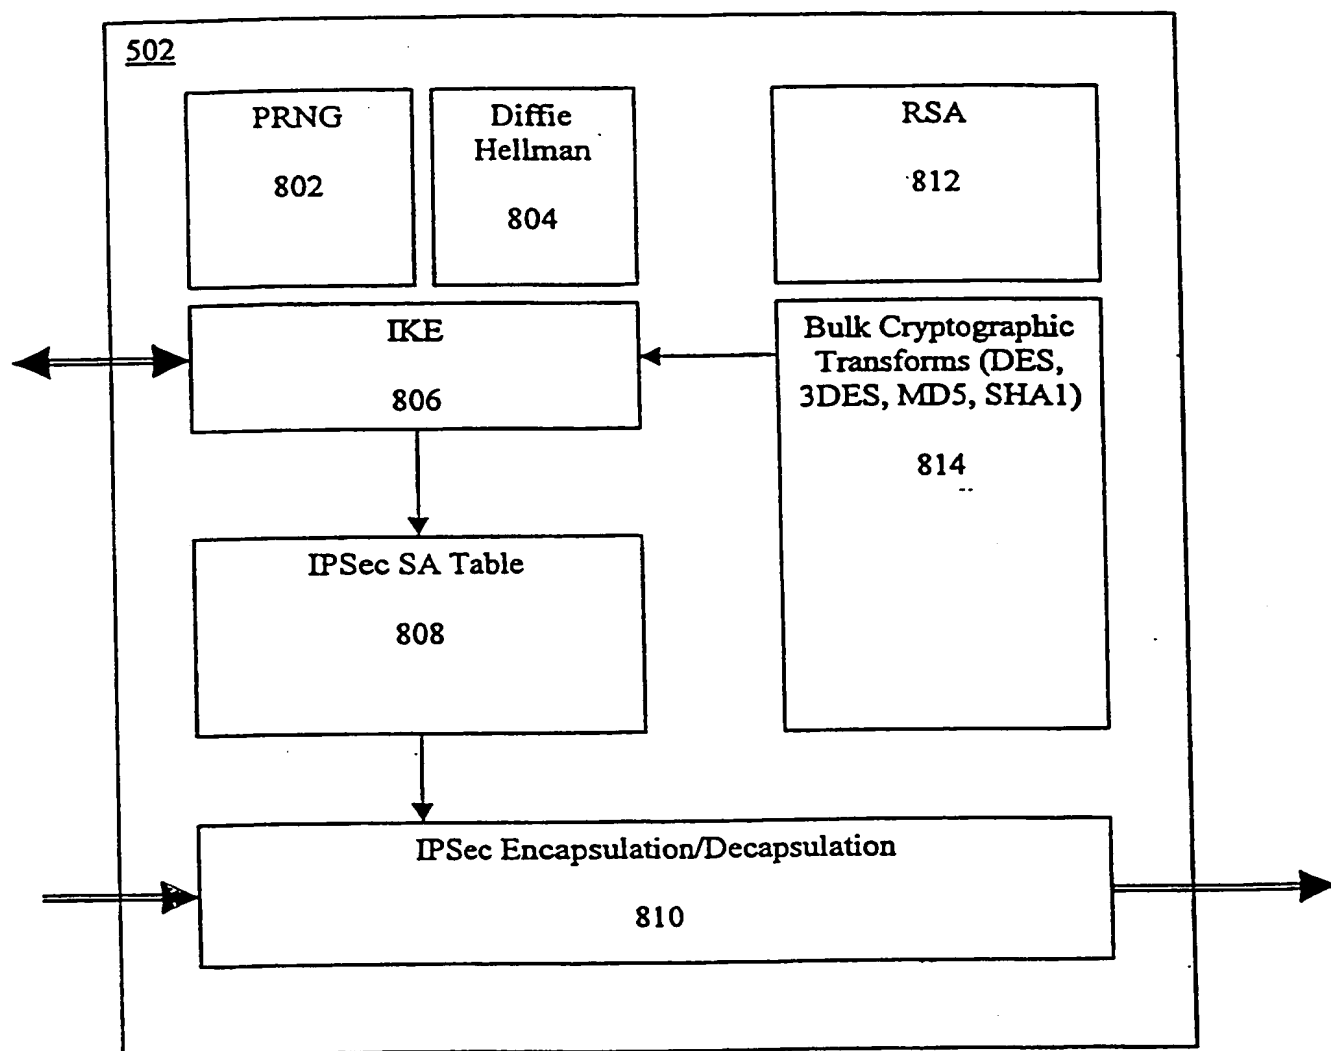 502
PRNG
802
Diffie
Hellman
804
RSA
812
IKE
806
Bulk Cryptographic
Transforms (DES,
3DES, MD5, SHA1)
814
IPSec SA Table
808
IPSec Encapsulation/Decapsulation
810